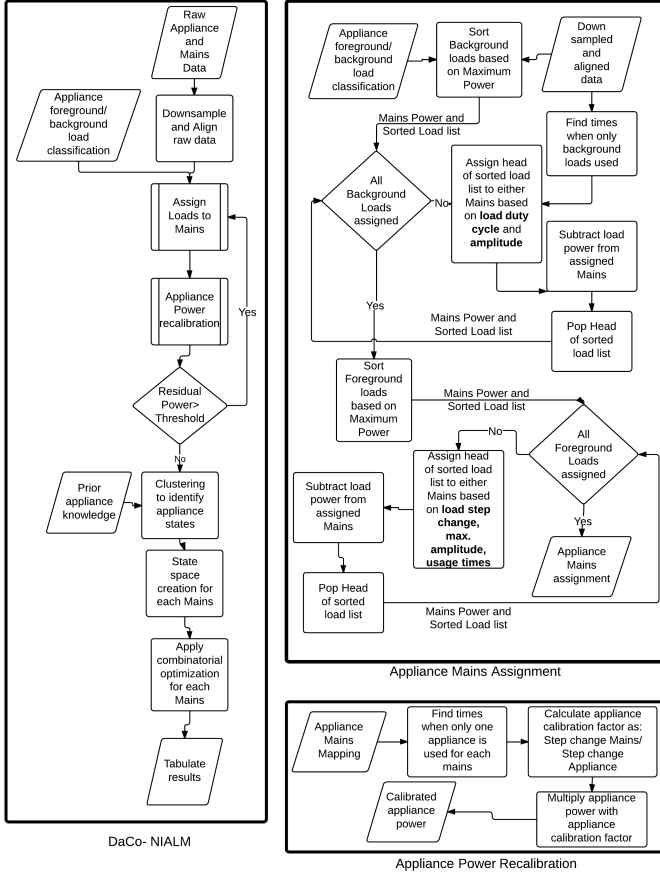 Raw
Appliance
and
Mains
Data
Appliance
foreground/
background
load
classification
Downsample
and Align
raw data
Assign
Loads to
Mains
Yes
Appliance
Power
recalibration
Residual
Power>
Threshold
No
Prior
appliance
knowledge
Clustering
to identify
appliance
states
State
space
creation for
each Mains
Apply
combinatorial
optimization
for each
Mains
Tabulate
results
DaCo- NIALM
Appliance
foreground/
background
load
classification
Sort
Background
loads based
on Maximum
Power
Down
sampled
and
aligned
data
Mains Power and
Sorted Load list
Find times
when only
background
loads used
All
Background
Loads
assigned
No
Assign head
of sorted load
list to either
Mains based
on load duty
cycle and
amplitude
Subtract load
power from
assigned
Mains
Yes
Mains Power and
Sorted Load list
Pop Head
of sorted
load list
Sort
Foreground
loads
based on
Maximum
Power
Mains Power and
Sorted Load list
No
All
Foreground
Loads
assigned
Assign head
of sorted load
list to either
Mains based
on load step
change,
max.
amplitude,
usage times
Subtract load
power from
assigned
Mains
Yes
Appliance
Mains
assignment
Pop Head
of sorted
load list
Mains Power and
Sorted Load list
Appliance Mains Assignment
Appliance
Mains
Mapping
Find times
when only one
appliance is
used for each
mains
Calculate appliance
calibration factor as:
Step change Mains/
Step change
Appliance
Calibrated
appliance
power
Multiply appliance
power with
appliance
calibration factor
Appliance Power Recalibration